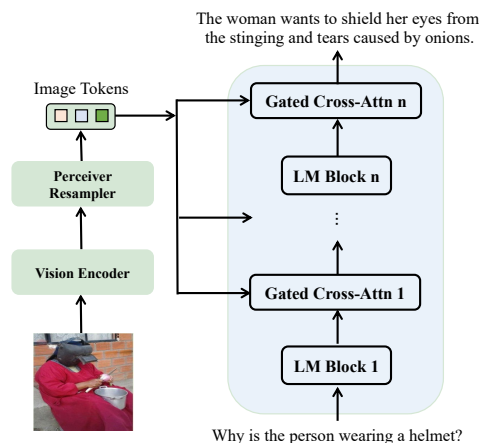 The woman wants to shield her eyes from
the stinging and tears caused by onions.
Image Tokens
Gated Cross-Attn n
Perceiver
Resampler
LM Block n
...
Vision Encoder
Gated Cross-Attn 1
LM Block 1
Why is the person wearing a helmet?